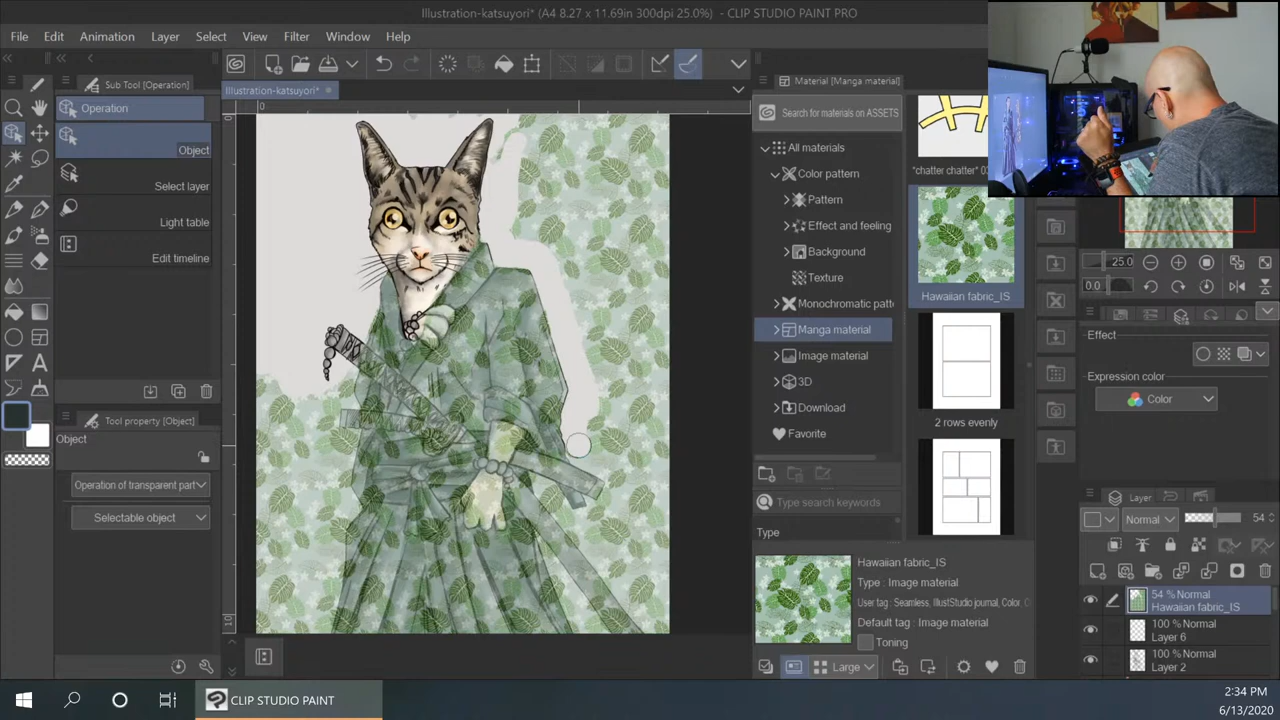 Illustration-katsuyori* (A4 8.27 x 11.69in 300dpi 25.0%) - CLIP STUDIO PAINT PRO
File Edit Animation Layer Select View Filter Window Help
Sub Tool [Operation]
Operation
Object
Select layer
Light table
Edit timeline
Tool property [Object]
Object
Operation of transparent part
Selectable object
Illustration-katsuyori*
0
Material [Manga material]
Search for materials on ASSETS
All materials
Color pattern
Pattern
Effect and feeling
Background
Texture
Monochromatic patt
Manga material
Image material
3D
Download
Favorite
Type search keywords
Type
*chatter chatter* 0
Hawaiian fabric_IS
2 rows evenly
Hawaiian fabric_IS
Type : Image material
User tag : Seamless, IllustStudio journal, Color, C
Default tag : Image material
Toning
Large
25.0
0.0
Effect
Expression color
Color
Layer
Normal
54
54 % Normal
Hawaiian fabric_IS
100 % Normal
Layer 6
100 % Normal
Layer 2
CLIP STUDIO PAINT
2:34 PM
6/13/2020